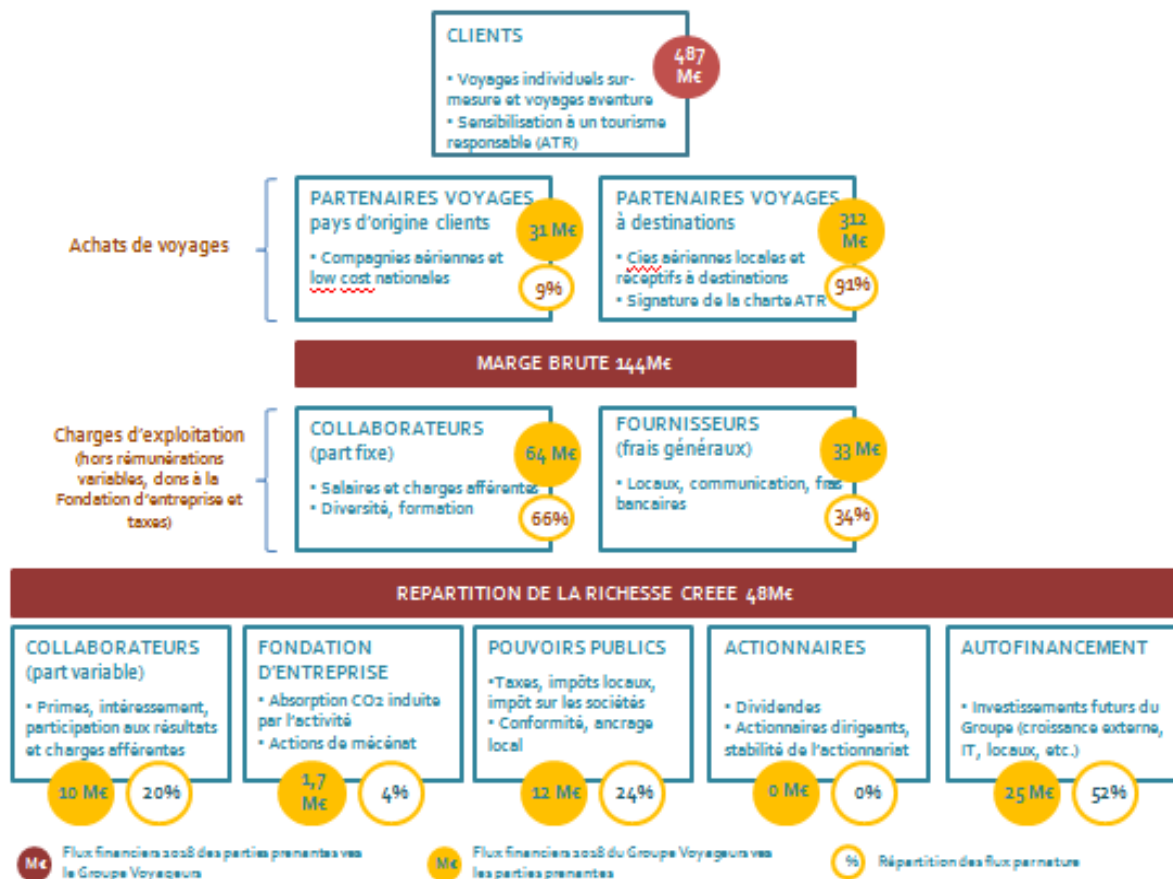 CLIENTS
487
M€
• Voyages individuels sur-
mesure et voyages aventure
• Sensibilisation à un tourisme
responsable (ATR)
Achats de voyages
PARTENAIRES VOYAGES
pays d'origine clients
31 M€
• Compagnies aériennes et
low cost nationales
9%
PARTENAIRES VOYAGES
à destinations
312
M€
• Cies aériennes locales et
réceptifs à destinations
• Signature de la charte ATR
91%
MARGE BRUTE 144M€
Charges d'exploitation
(hors rémunérations
variables, dons à la
Fondation d'entreprise et
taxes)
COLLABORATEURS
(part fixe)
64 M€
• Salaires et charges afférentes
• Diversité, formation
66%
FOURNISSEURS
(frais généraux)
33 M€
• Locaux, communication, frais
bancaires
34%
REPARTITION DE LA RICHESSE CREEE 48M€
COLLABORATEURS
(part variable)
• Primes, intéressement,
participation aux résultats
et charges afférentes
10 M€
20%
FONDATION
D'ENTREPRISE
• Absorption CO2 induite
par l'activité
• Actions de mécénat
1,7
M€
4%
POUVOIRS PUBLICS
•Taxes, impôts locaux,
impôt sur les sociétés
• Conformité, ancrage
local
12 M€
24%
ACTIONNAIRES
• Dividendes
• Actionnaires dirigeants,
stabilité de l'actionnariat
0 M€
0%
AUTOFINANCEMENT
• Investissements futurs du
Groupe (croissance externe,
IT, locaux, etc.)
25 M€
52%
M€
Flux financiers 2018 des parties prenantes ves
le Groupe Voyageurs
M€
Flux financiers 2018 du Groupe Voyageurs ves
les parties prenantes
%
Répartition des flux par nature